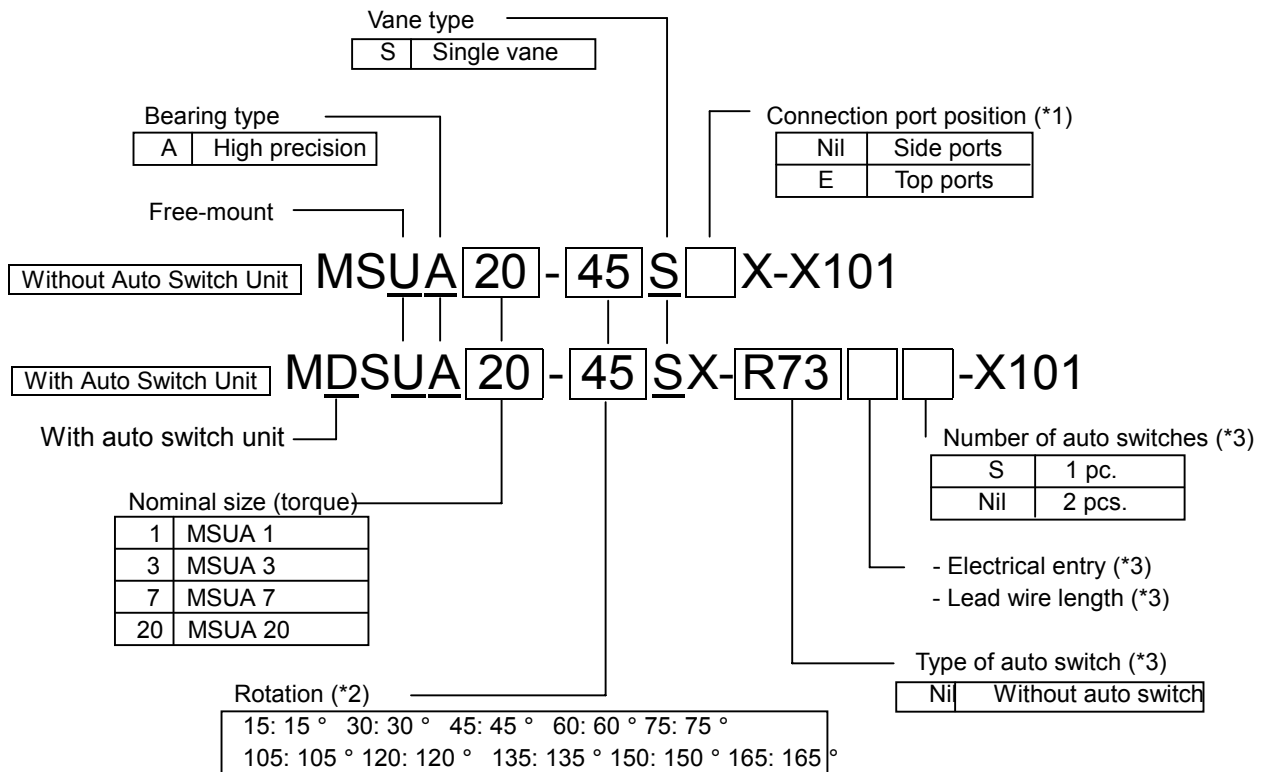 Vane type
S Single vane
Bearing type
A High precision
Connection port position (*1)
Nil Side ports
E Top ports
Free-mount
Without Auto Switch Unit MSUA 20 - 45 S X-X101
With Auto Switch Unit MDSUA 20 - 45 SX- R73 -X101
With auto switch unit
Number of auto switches (*3)
S 1 pc.
Nil 2 pcs.
Nominal size (torque)
1 MSUA 1
3 MSUA 3
7 MSUA 7
20 MSUA 20
- Electrical entry (*3)
- Lead wire length (*3)
Type of auto switch (*3)
Nil Without auto switch
Rotation (*2)
15: 15 ° 30: 30 ° 45: 45 ° 60: 60 ° 75: 75 °
105: 105 ° 120: 120 ° 135: 135 ° 150: 150 ° 165: 165 °